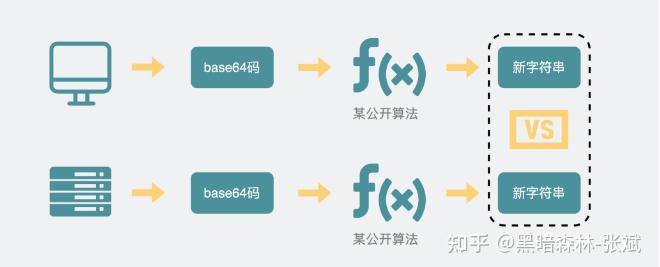 base64码
f(x)
新字符串
某公开算法
VS
base64码
f(x)
新字符串
某公开算法
知乎 @黑暗森林-张斌